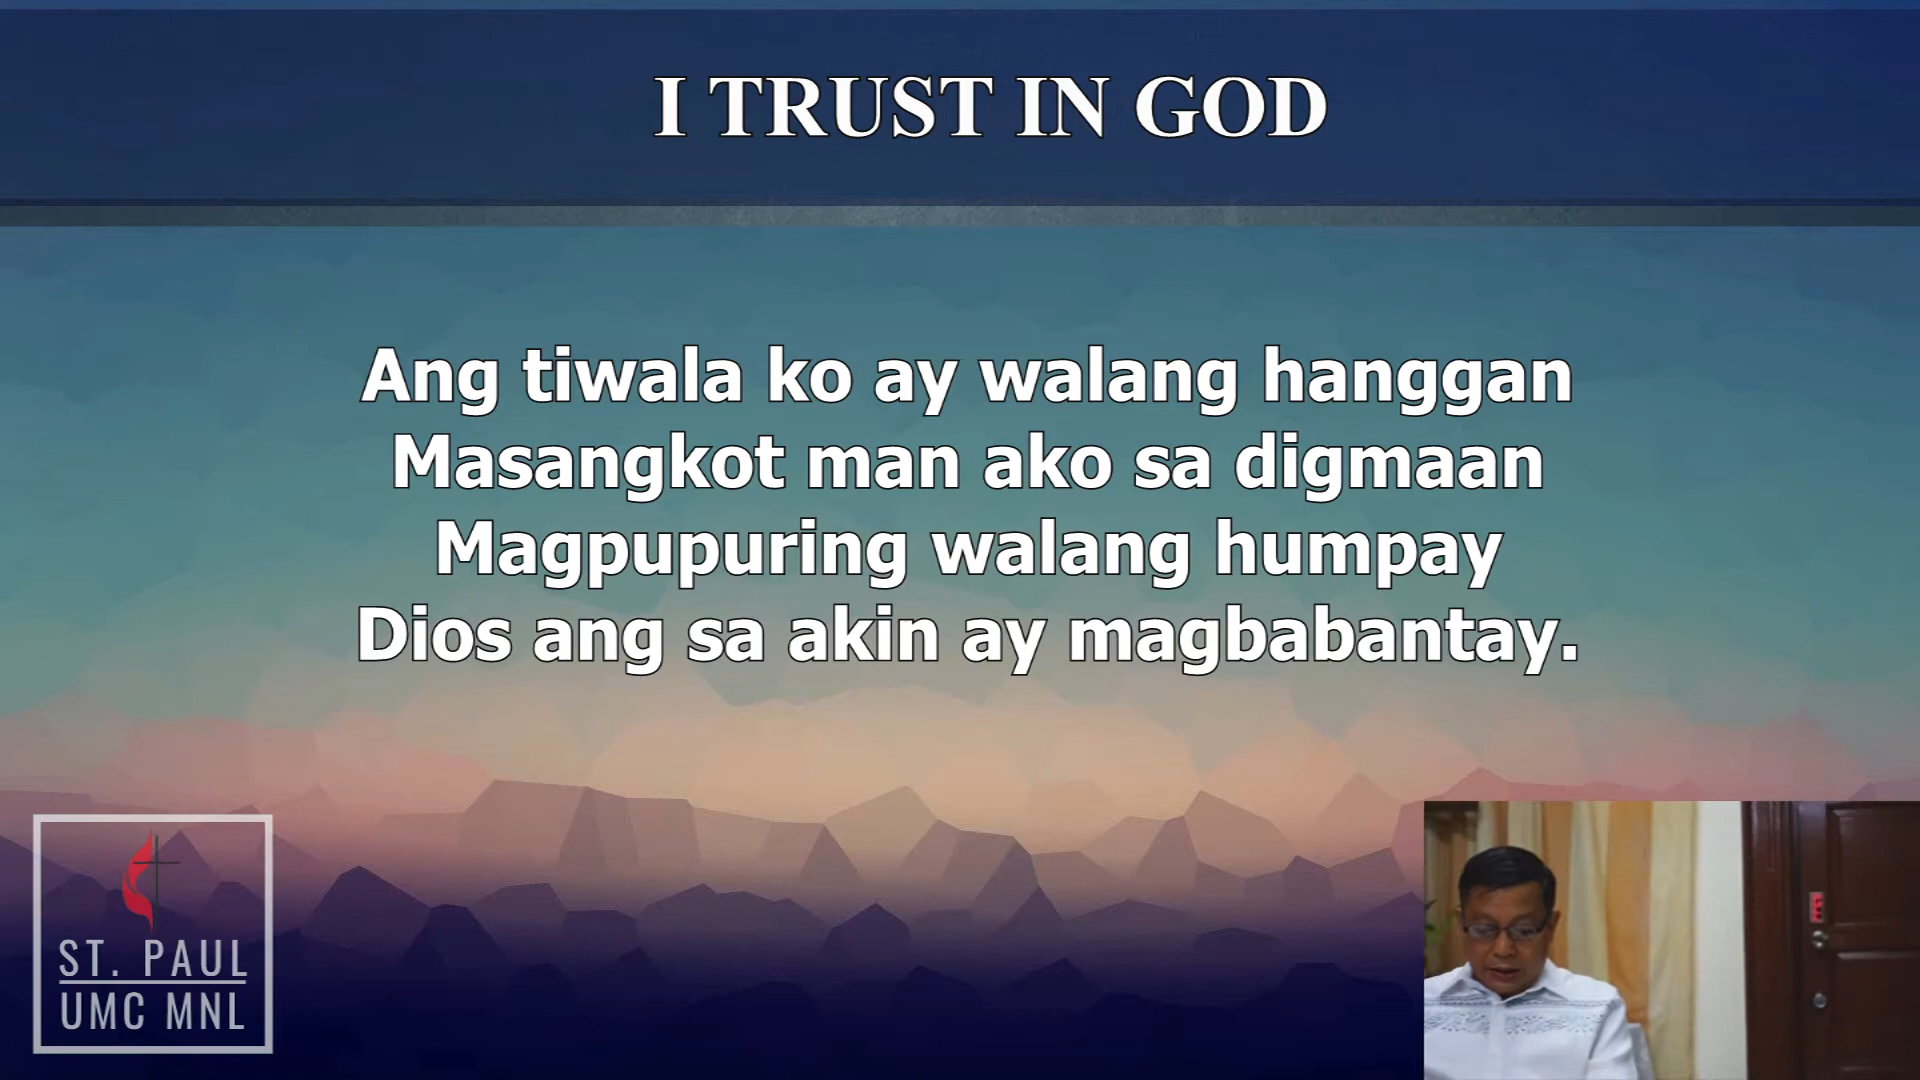 I TRUST IN GOD
Ang tiwala ko ay walang hanggan
Masangkot man ako sa digmaan
Magpupuring walang humpay
Dios ang sa akin ay magbabantay.
ST. PAUL
UMC MNL